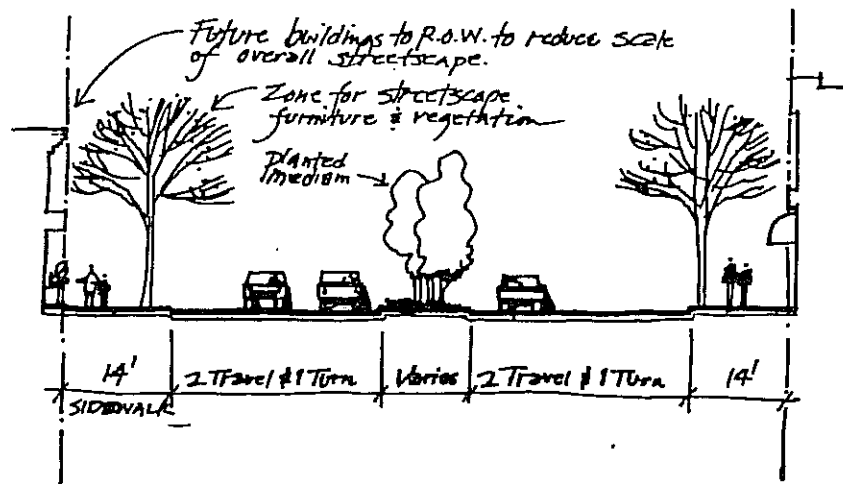 Future buildings to R.O.W. to reduce scale
of overall streetscape.
Zone for streetscape
furniture & vegetation
Planted
Median
14' 2 Travel & 1 Turn Varies 2 Travel & 1 Turn 14'
SIDEWALK